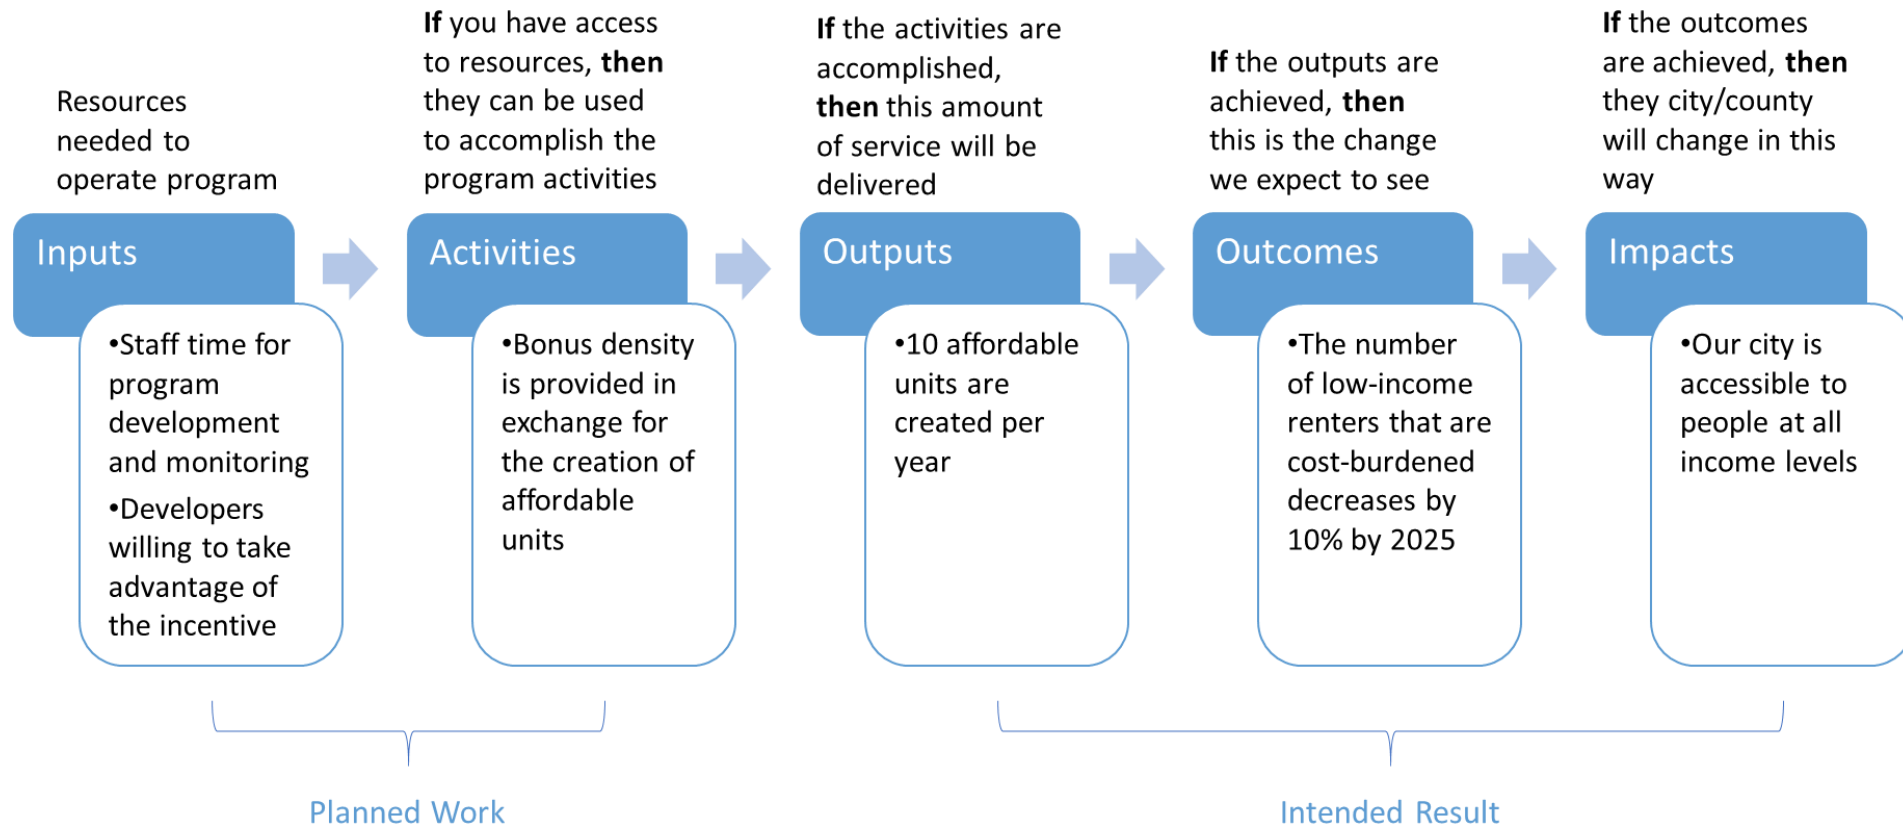 Resources
needed to
operate program
If you have access
to resources, then
they can be used
to accomplish the
program activities
If the activities are
accomplished,
then this amount
of service will be
delivered
If the outputs are
achieved, then
this is the change
we expect to see
If the outcomes
are achieved, then
they city/county
will change in this
way
Inputs
Activities
Outputs
Outcomes
Impacts
•Staff time for
program
development
and monitoring
•Developers
willing to take
advantage of
the incentive
•Bonus density
is provided in
exchange for
the creation of
affordable
units
•10 affordable
units are
created per
year
•The number
of low-income
renters that are
cost-burdened
decreases by
10% by 2025
•Our city is
accessible to
people at all
income levels
Planned Work
Intended Result